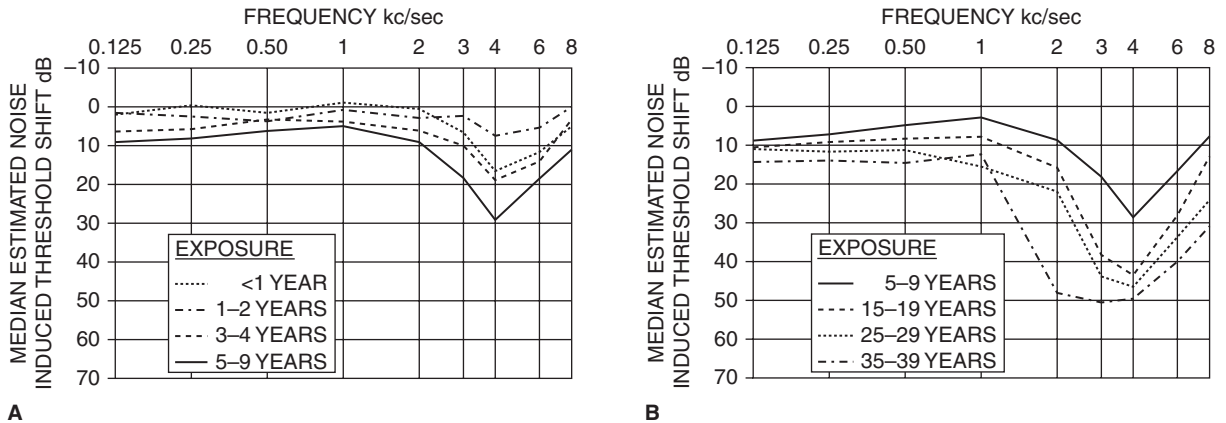 FREQUENCY kc/sec
0.125 0.25 0.50 1 2 3 4 6 8
–10
0
10
20
30
40
50
60
70
MEDIAN ESTIMATED NOISE
INDUCED THRESHOLD SHIFT dB
EXPOSURE
<1 YEAR
1–2 YEARS
3–4 YEARS
5–9 YEARS
A
FREQUENCY kc/sec
0.125 0.25 0.50 1 2 3 4 6 8
–10
0
10
20
30
40
50
60
70
MEDIAN ESTIMATED NOISE
INDUCED THRESHOLD SHIFT dB
EXPOSURE
5–9 YEARS
15–19 YEARS
25–29 YEARS
35–39 YEARS
B